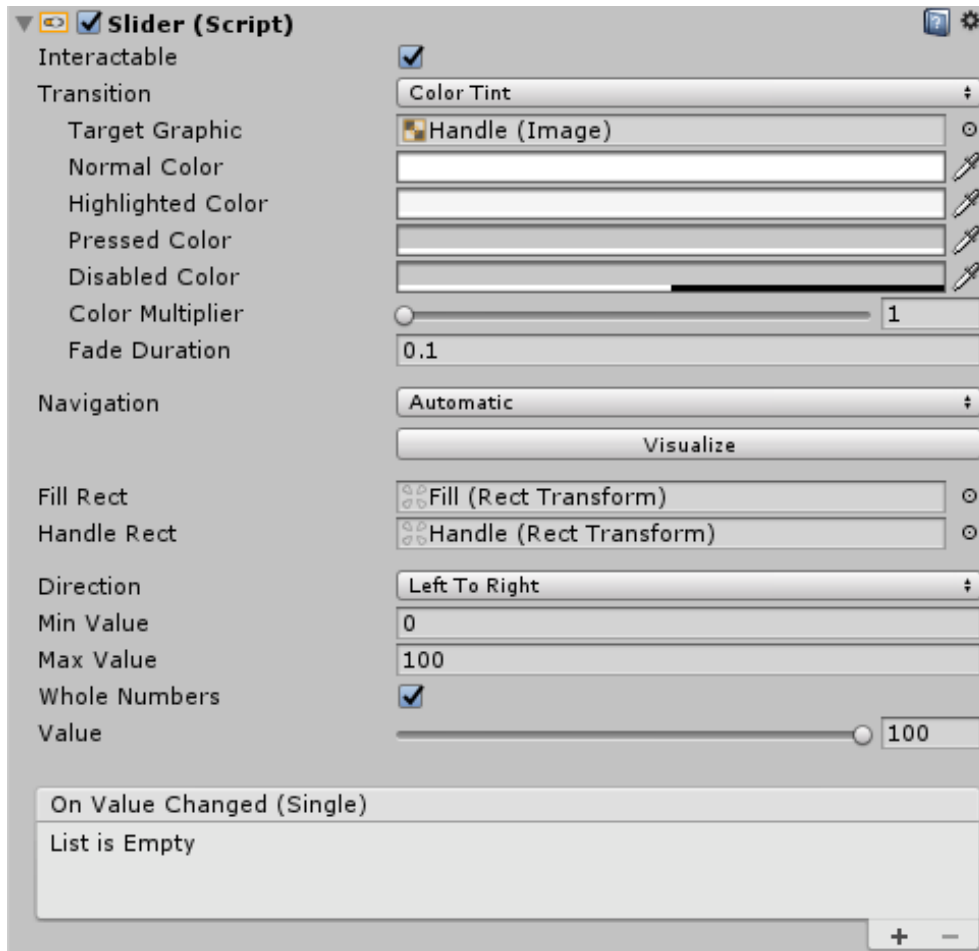 Slider (Script)
Interactable
Transition Color Tint
Target Graphic Handle (Image)
Normal Color
Highlighted Color
Pressed Color
Disabled Color
Color Multiplier 1
Fade Duration 0.1
Navigation Automatic
Visualize
Fill Rect Fill (Rect Transform)
Handle Rect Handle (Rect Transform)
Direction Left To Right
Min Value 0
Max Value 100
Whole Numbers
Value 100
On Value Changed (Single)
List is Empty